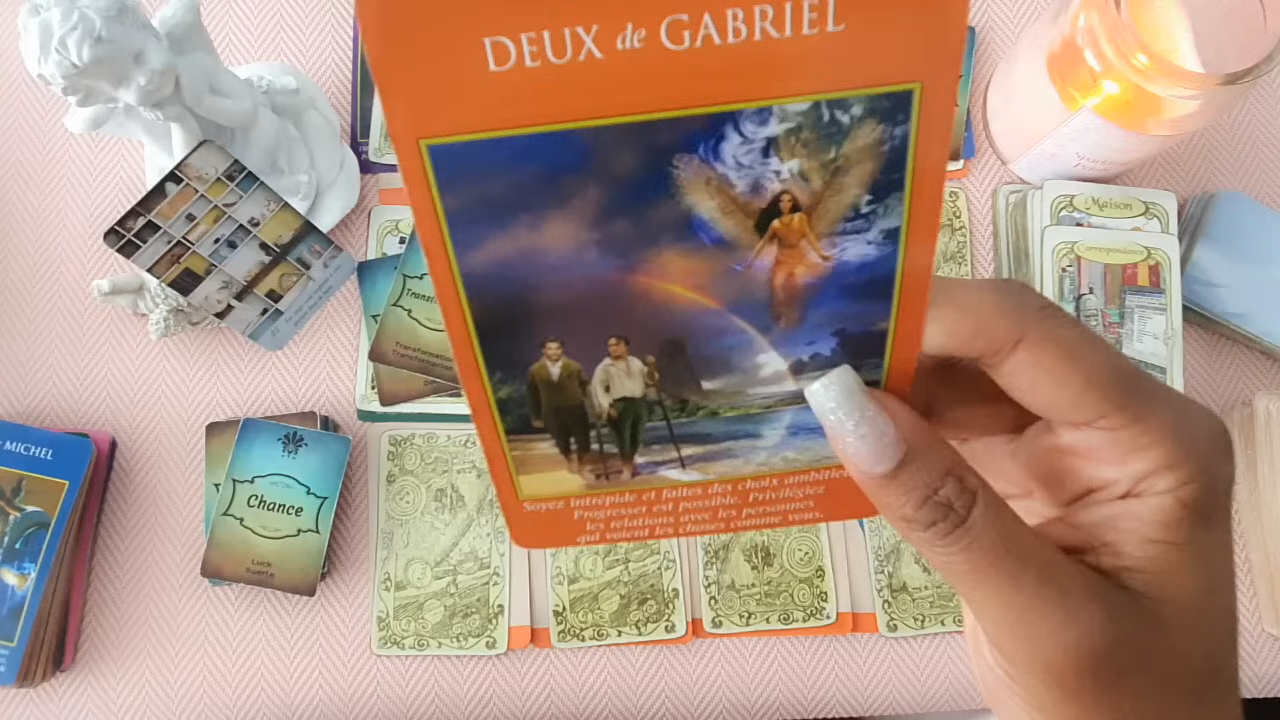 DEUX de GABRIEL
Soyez intrépide et faites des choix
Progresser est possible. Privilégiez
les relations avec les personnes
qui voient les choses comme vous.
Maison
Correspondance
Transformation
MICHEL
Chance
Luck
Suerte